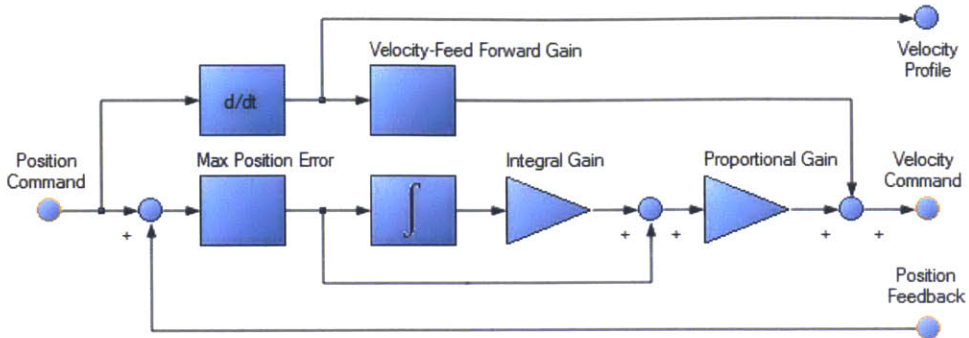 Velocity
Profile
Velocity-Feed Forward Gain
d/dt
Position
Command
Max Position Error
Integral Gain
Proportional Gain
Velocity
Command
∫
+
+
+
+
+
Position
Feedback